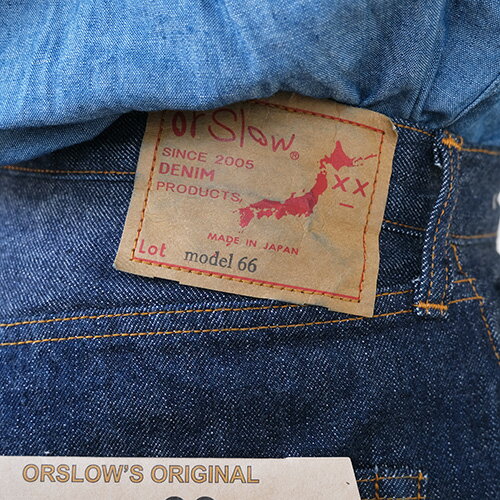 orSlow®
SINCE 2005
DENIM
PRODUCTS,
XX
MADE IN JAPAN
Lot model 66
ORSLOW'S ORIGINAL